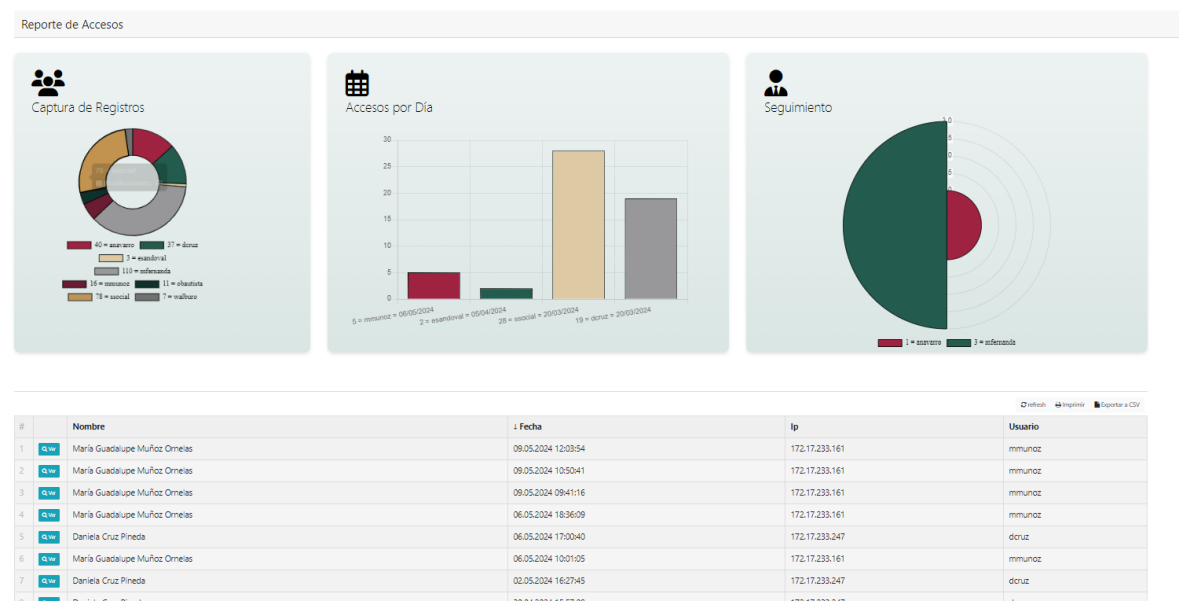 Reporte de Accesos
Captura de Registros
40 = anavarro 37 = dcruz
3 = esandoval
110 = mfernanda
16 = mmunoz 11 = obautista
78 = ssocial 7 = walburo
Accesos por Día
30
25
20
15
10
5
0
5 = mmunoz = 06/05/2024
2 = esandoval = 05/04/2024
28 = ssocial = 20/03/2024
19 = dcruz = 20/03/2024
Seguimiento
1 = anavarro 3 = mfernanda
refresh Imprimir Exportar a CSV
# Nombre ↓ Fecha Ip Usuario
1 Ver María Guadalupe Muñoz Ornelas 09.05.2024 12:03:54 172.17.233.161 mmunoz
2 Ver María Guadalupe Muñoz Ornelas 09.05.2024 10:50:41 172.17.233.161 mmunoz
3 Ver María Guadalupe Muñoz Ornelas 09.05.2024 09:41:16 172.17.233.161 mmunoz
4 Ver María Guadalupe Muñoz Ornelas 06.05.2024 18:36:09 172.17.233.161 mmunoz
5 Ver Daniela Cruz Pineda 06.05.2024 17:00:40 172.17.233.247 dcruz
6 Ver María Guadalupe Muñoz Ornelas 06.05.2024 10:01:05 172.17.233.161 mmunoz
7 Ver Daniela Cruz Pineda 02.05.2024 16:27:45 172.17.233.247 dcruz